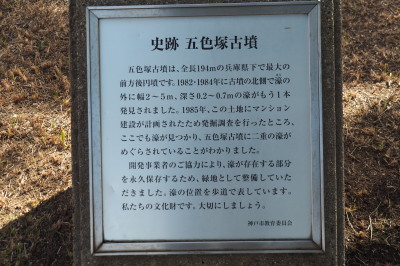 史跡 五色塚古墳
五色塚古墳は、全長194mの兵庫県下で最大の
前方後円墳です。1982・1984年に古墳の北側で濠の
外に幅2～5m、深さ0.2～0.7mの濠がもう1本
発見されました。1985年、この土地にマンション
建設が計画されたため発掘調査を行ったところ、
ここでも濠が見つかり、五色塚古墳に二重の濠が
めぐらされていることがわかりました。
開発事業者のご協力により、濠が存在する部分
を永久保存するため、緑地として整備していた
だきました。濠の位置を歩道で表しています。
私たちの文化財です。大切にしましょう。
神戸市教育委員会